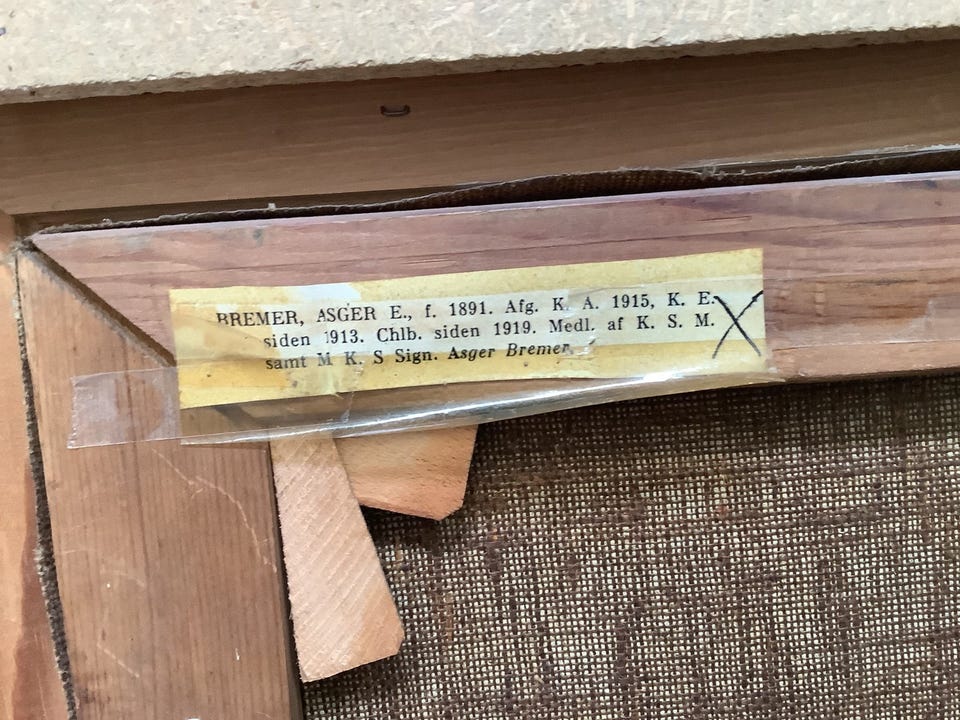 BREMER, ASGER E., f. 1891. Afg. K. A. 1915, K. E.
siden 1913. Chlb. siden 1919. Medl. af K. S. M.
samt M K. S Sign. Asger Bremer.